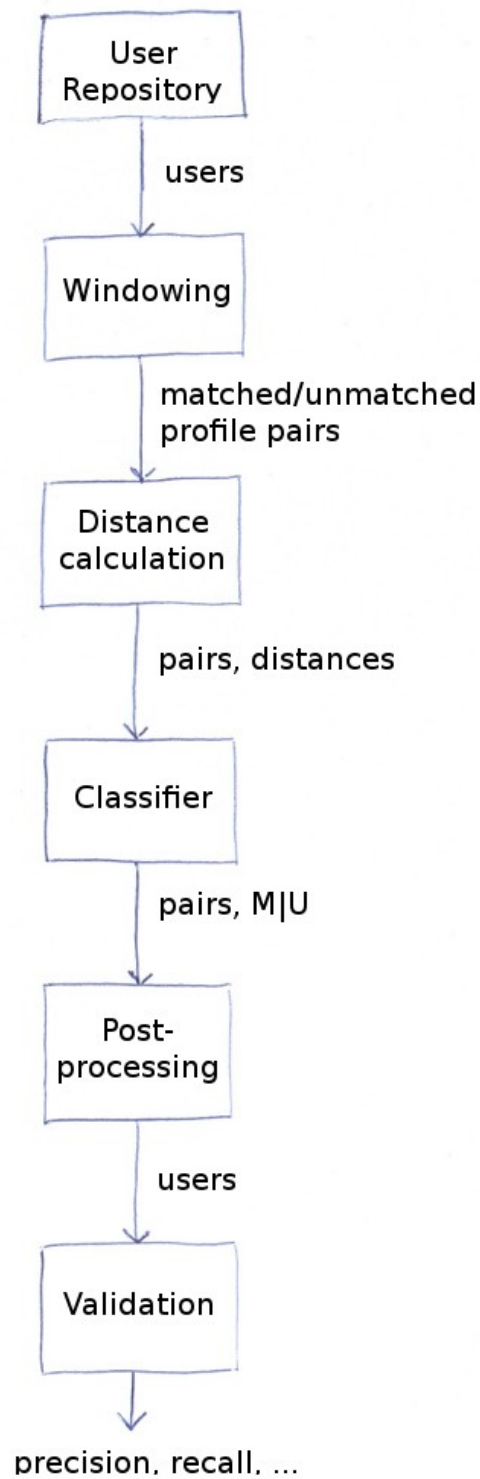 User
Repository
users
Windowing
matched/unmatched
profile pairs
Distance
calculation
pairs, distances
Classifier
pairs, M|U
Post-
processing
users
Validation
precision, recall, ...